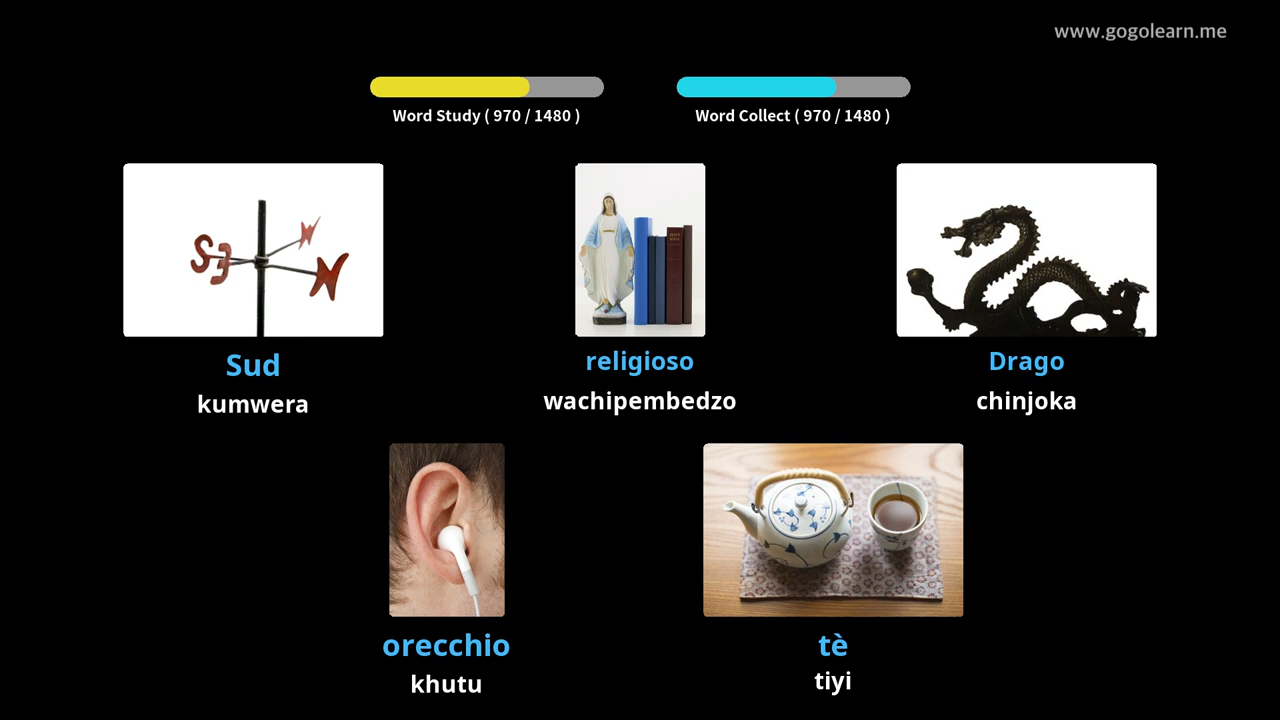 www.gogolearn.me
Word Study ( 970 / 1480 )
Word Collect ( 970 / 1480 )
Sud
kumwera
religioso
wachipembedzo
Drago
chinjoka
orecchio
khutu
tè
tiyi